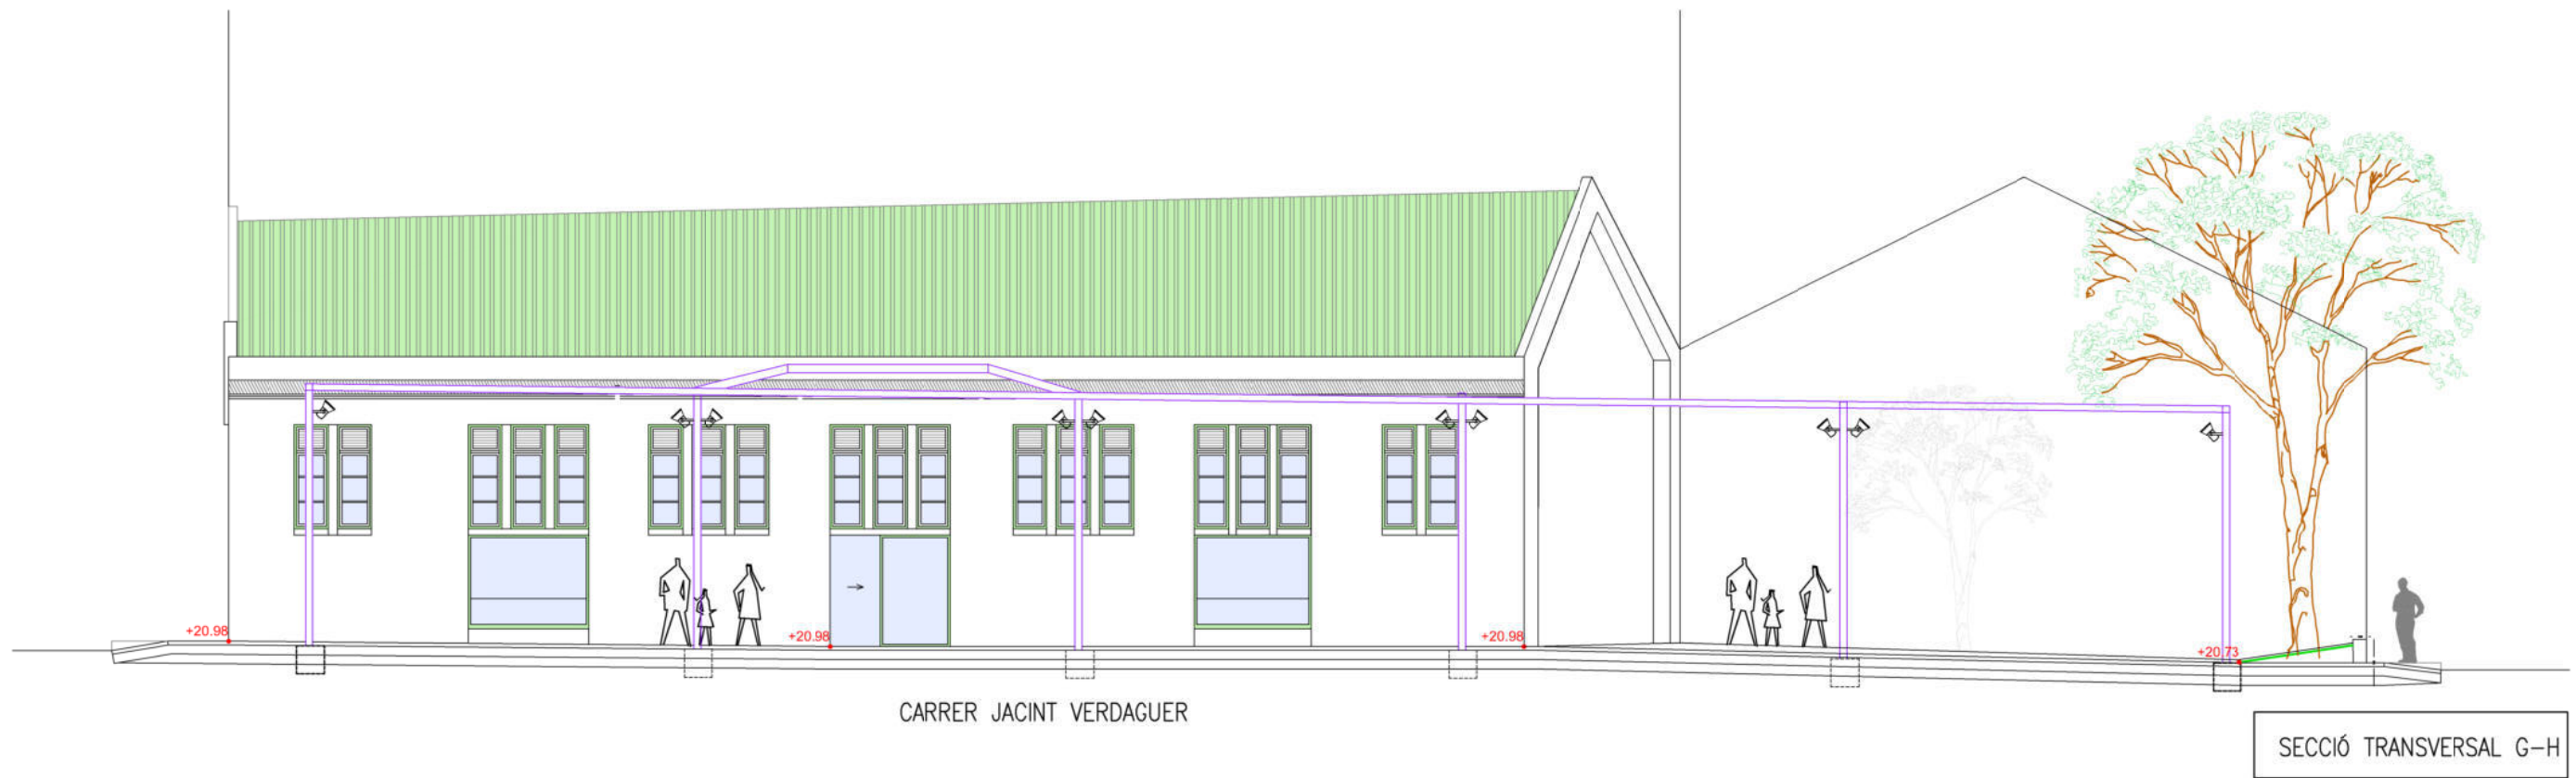 +20.98
+20.98
+20.98
+20.73
CARRER JACINT VERDAGUER
SECCIÓ TRANSVERSAL G-H